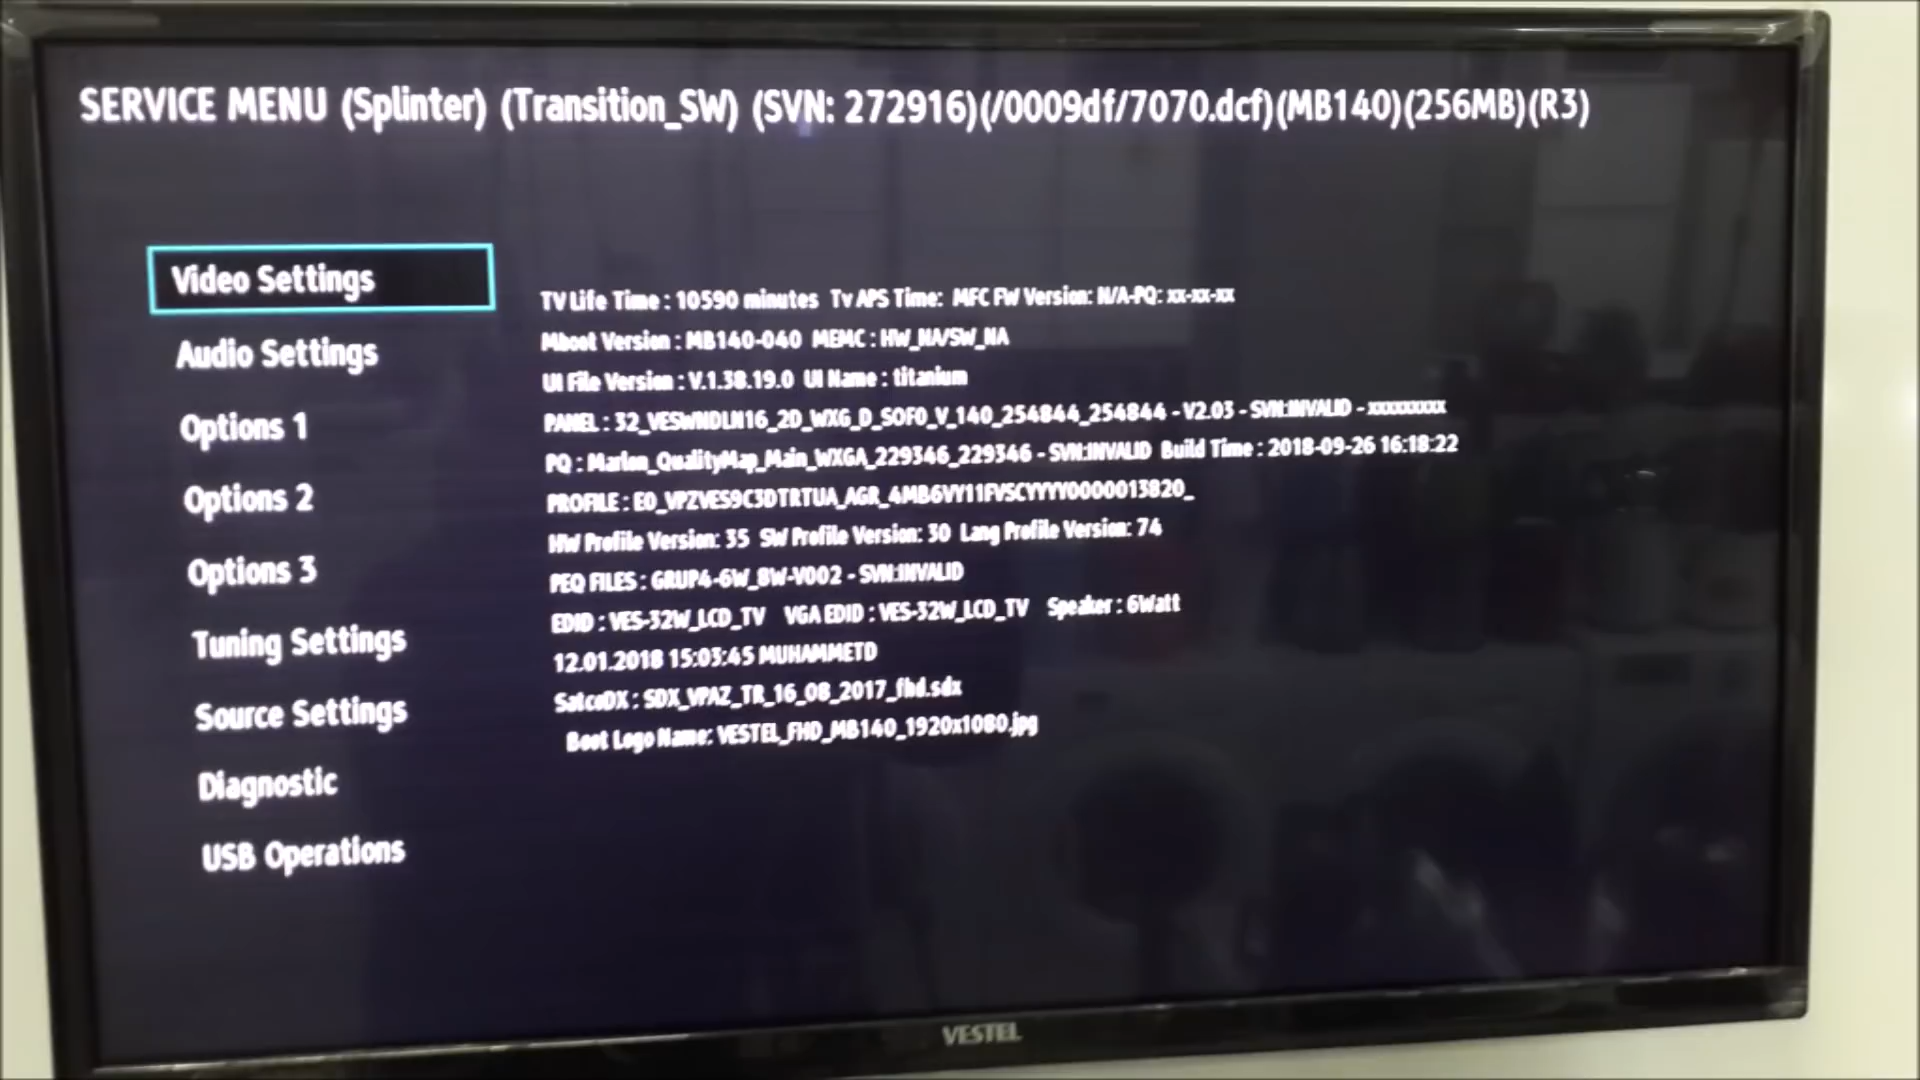 SERVICE MENU (Splinter) (Transition_SW) (SVN: 272916)(/0009df/7070.dcf)(MB140)(256MB)(R3)
Video Settings
Audio Settings
Options 1
Options 2
Options 3
Tuning Settings
Source Settings
Diagnostic
USB Operations
TV Life Time : 10590 minutes Tv APS Time: MFC FW Version: N/A-PQ: xx-xx-xx
Mboot Version : MB140-040 MEMC : HW_NA/SW_NA
UI File Version : V.1.38.19.0 UI Name : titanium
PANEL : 32_VESWNDLN16_2D_WXG_D_SOF0_V_140_254844_254844 - V2.03 - SVN:INVALID - xxxxxxxxx
PQ : Marlon_QualityMap_Main_WXGA_229346_229346 - SVN:INVALID Build Time : 2018-09-26 16:18:22
PROFILE : E0_VPZVES9C3DTRTUA_AGR_4MB6VY11FVSCYYYY0000013820_
HW Profile Version: 35 SW Profile Version: 30 Lang Profile Version: 74
PEQ FILES : GRUP4-6W_8W-V002 - SVN:INVALID
EDID : VES-32W_LCD_TV VGA EDID : VES-32W_LCD_TV Speaker : 6Watt
12.01.2018 15:03:45 MUHAMMETD
SatcoDX : SDX_VPAZ_TR_16_08_2017_fhd.sdx
Boot Logo Name: VESTEL_FHD_MB140_1920x1080.jpg
VESTEL